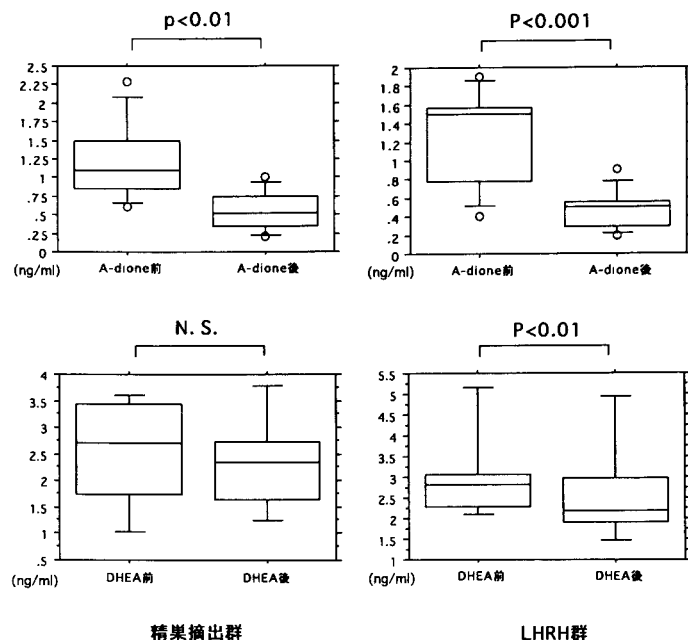 p<0.01
P<0.001
2.5
2.25
2
1.75
1.5
1.25
1
.75
.5
.25
0
(ng/ml)
A-dione前
A-dione後
2
1.8
1.6
1.4
1.2
1
.8
.6
.4
.2
0
(ng/ml)
A-dione前
A-dione後
N. S.
P<0.01
4
3.5
3
2.5
2
1.5
1
.5
(ng/ml)
DHEA前
DHEA後
5.5
5
4.5
4
3.5
3
2.5
2
1.5
1
(ng/ml)
DHEA前
DHEA後
精巣摘出群
LHRH群